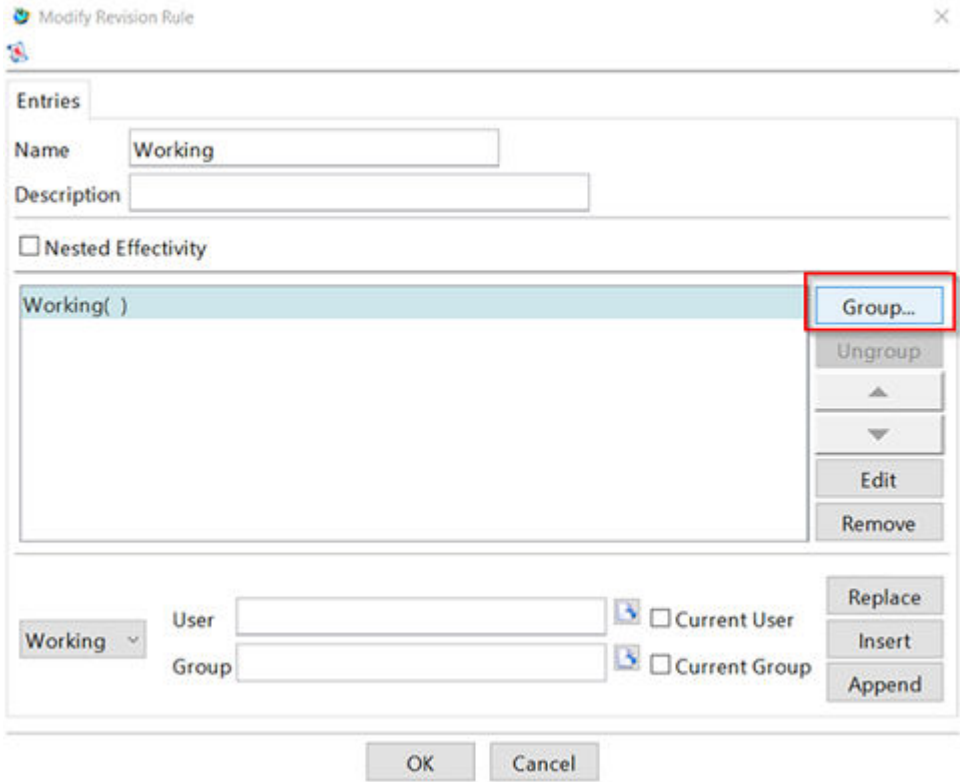 Modify Revision Rule
Entries
Name Working
Description
Nested Effectivity
Working( )
Group...
Ungroup
Edit
Remove
Working
User
Current User
Group
Current Group
Replace
Insert
Append
OK
Cancel